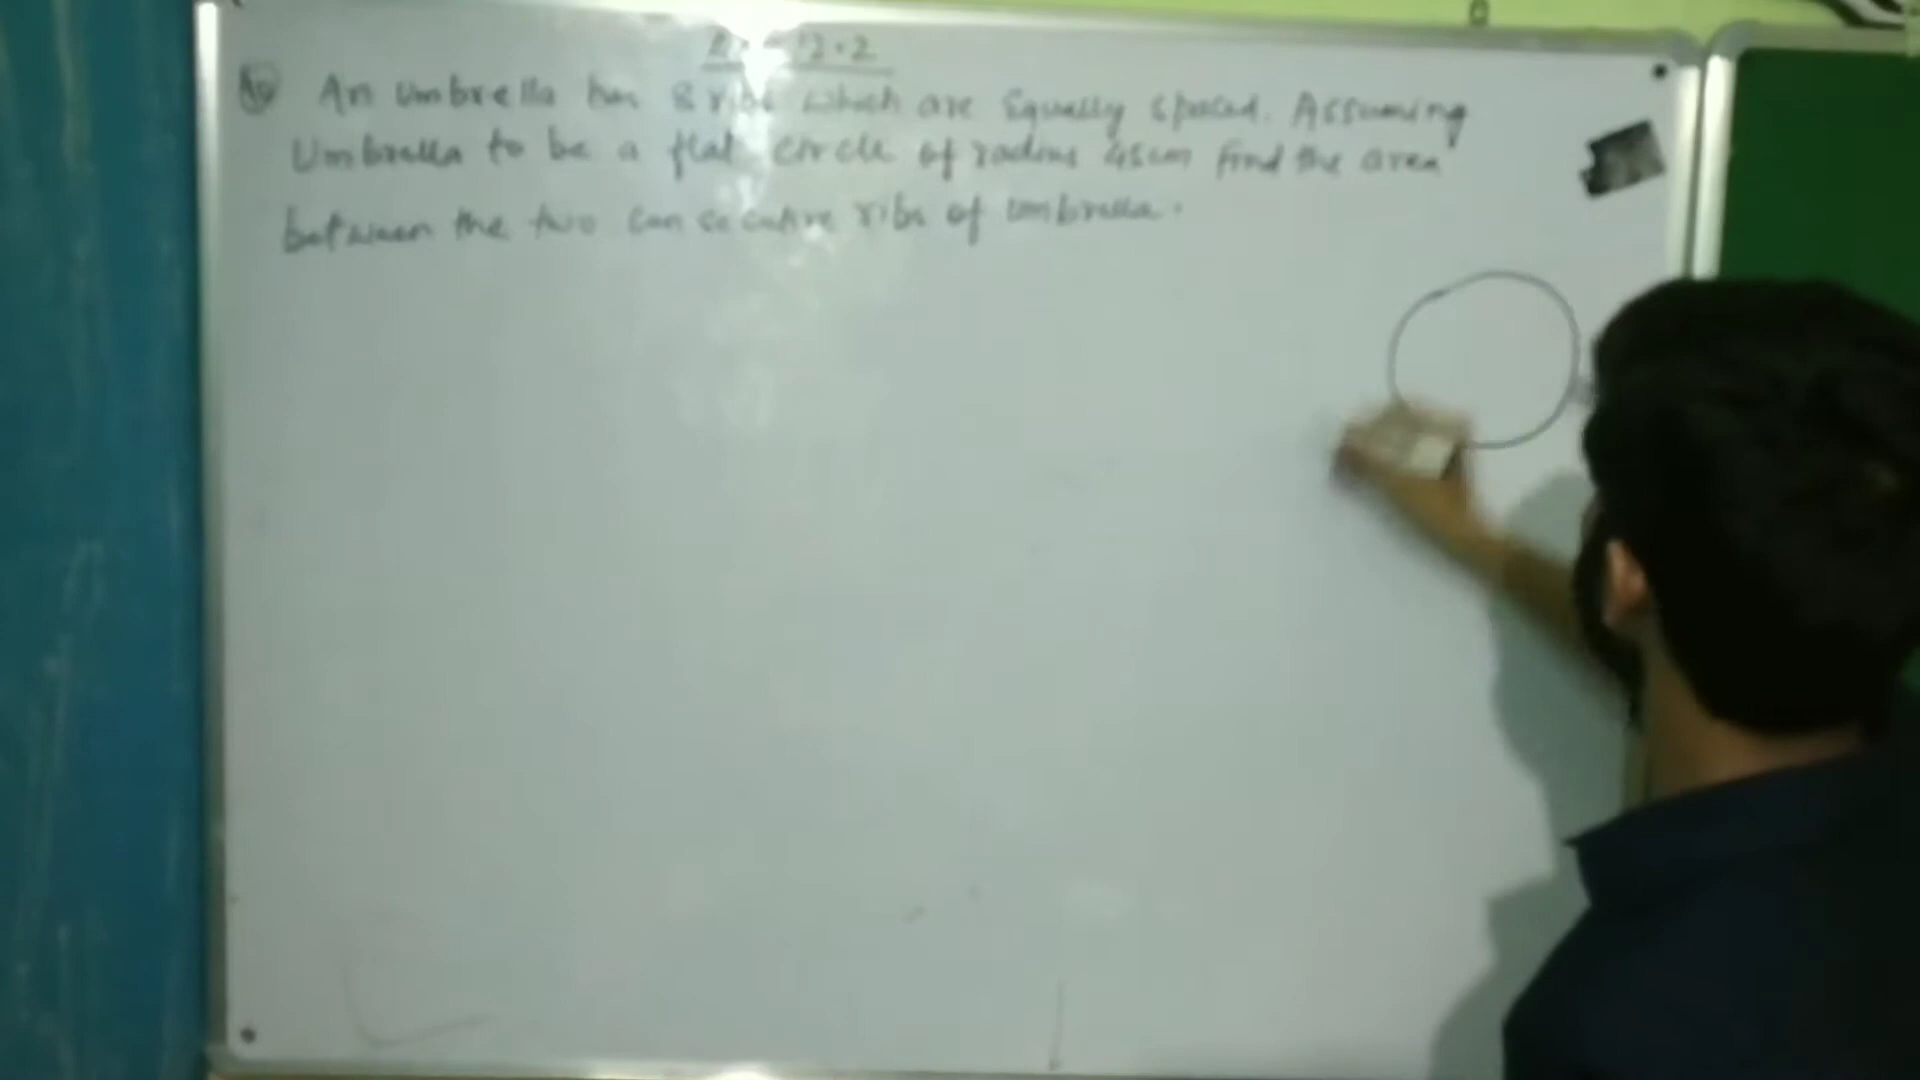 12.2
An Umbrella has 8 ribs which are Equally spaced. Assuming
Umbrella to be a flat circle of radius 45cm find the area
between the two consecutive ribs of Umbrella.